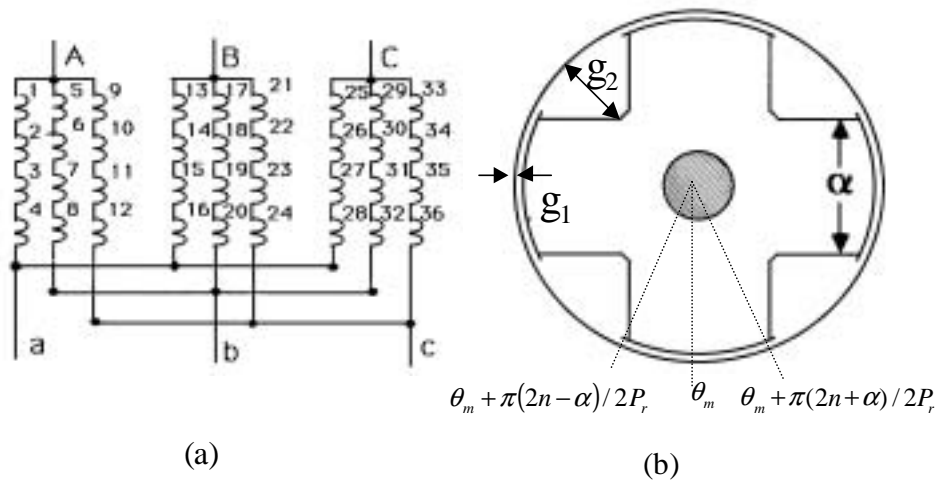 A B C
1 5 9 13 17 21 25 29 33
2 6 10 14 18 22 26 30 34
3 7 11 15 19 23 27 31 35
4 8 12 16 20 24 28 32 36
a b c
(a)
g₂
g₁
α
θₘ + π(2n − α)/2Pᵣ θₘ θₘ + π(2n + α)/2Pᵣ
(b)